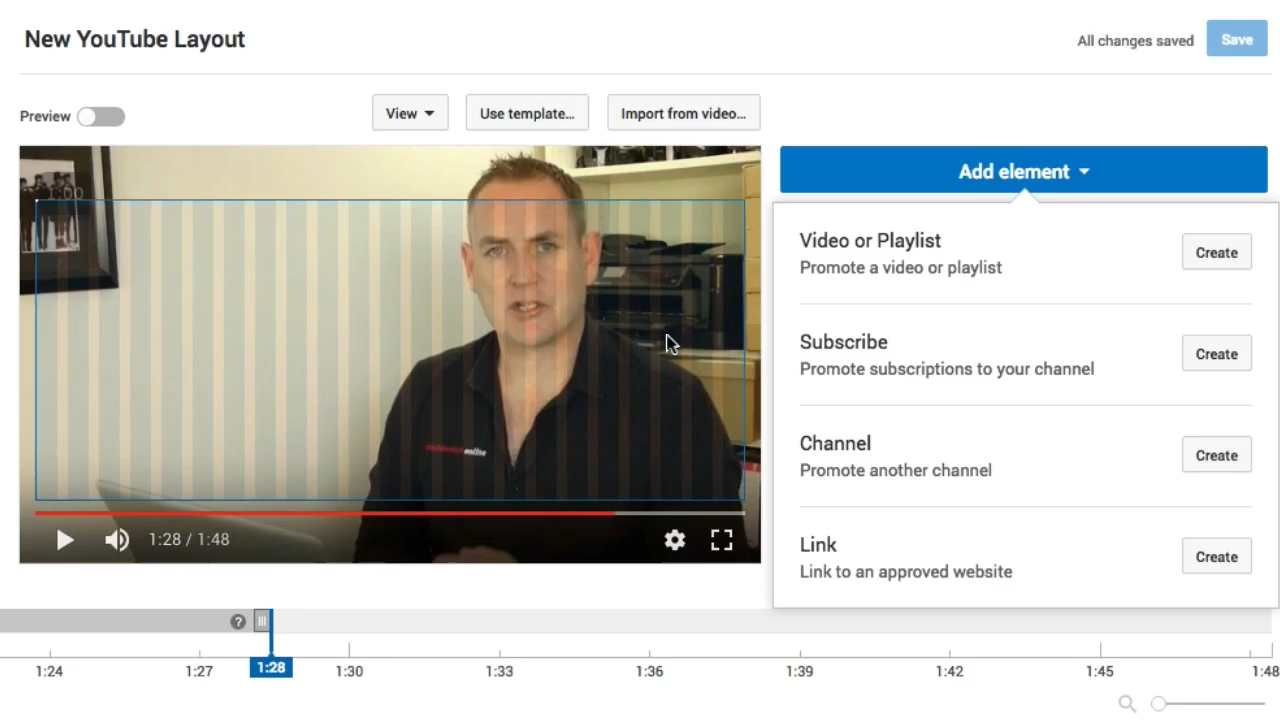 New YouTube Layout
All changes saved
Save
Preview
View
Use template...
Import from video...
Add element
Video or Playlist
Promote a video or playlist
Create
Subscribe
Promote subscriptions to your channel
Create
Channel
Promote another channel
Create
Link
Link to an approved website
Create
1:28 / 1:48
?
1:24
1:27
1:28
1:30
1:33
1:36
1:39
1:42
1:45
1:48